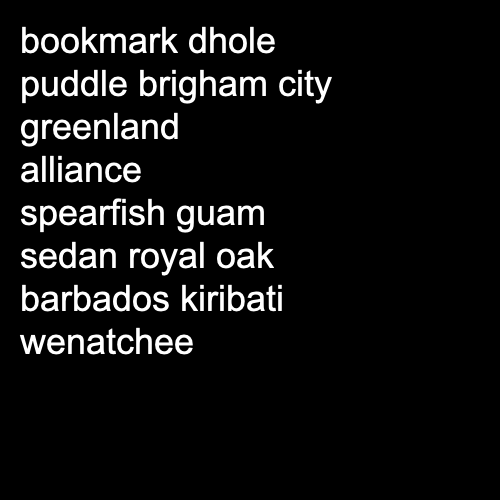 bookmark dhole
puddle brigham city
greenland
alliance
spearfish guam
sedan royal oak
barbados kiribati
wenatchee